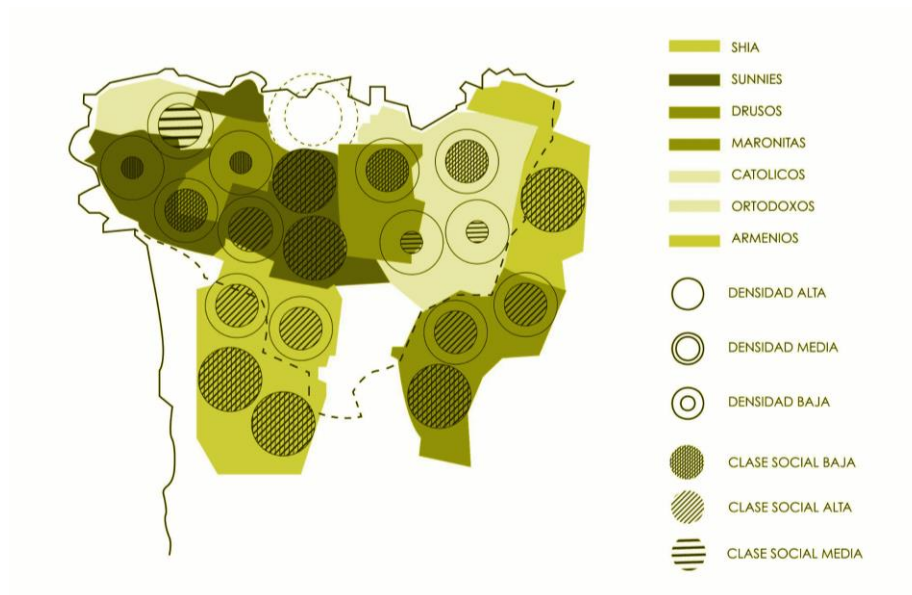 SHIA
SUNNIES
DRUSOS
MARONITAS
CATOLICOS
ORTODOXOS
ARMENIOS
DENSIDAD ALTA
DENSIDAD MEDIA
DENSIDAD BAJA
CLASE SOCIAL BAJA
CLASE SOCIAL ALTA
CLASE SOCIAL MEDIA